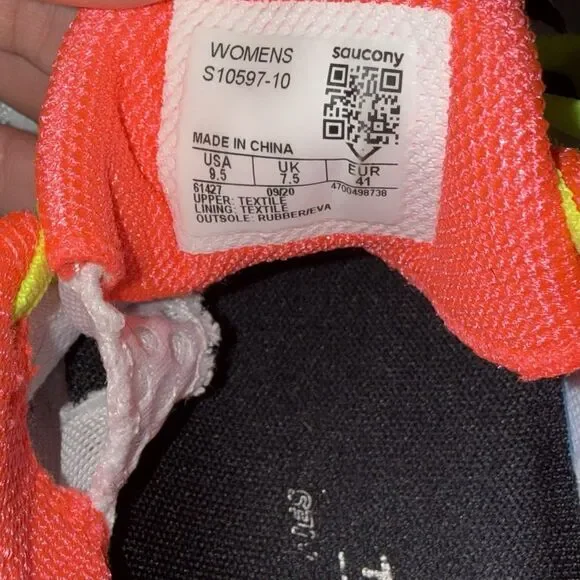 WOMENS saucony
S10597-10
MADE IN CHINA
USA UK EUR
9.5 7.5 41
61427 09/20 4700498738
UPPER: TEXTILE
LINING: TEXTILE
OUTSOLE: RUBBER/EVA